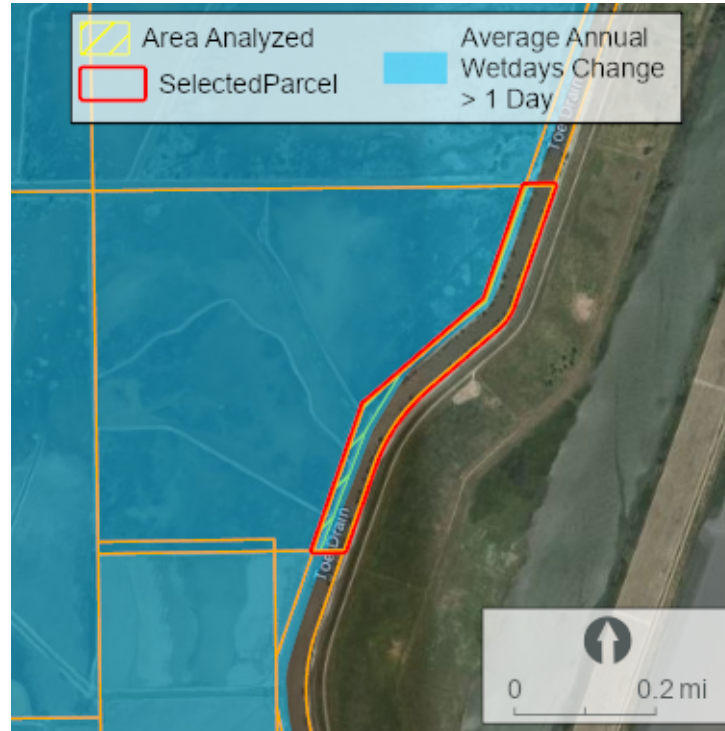 Area Analyzed
SelectedParcel
Average Annual
Wetdays Change
> 1 Day
Toe Drain
Toe Drain
0 0.2 mi